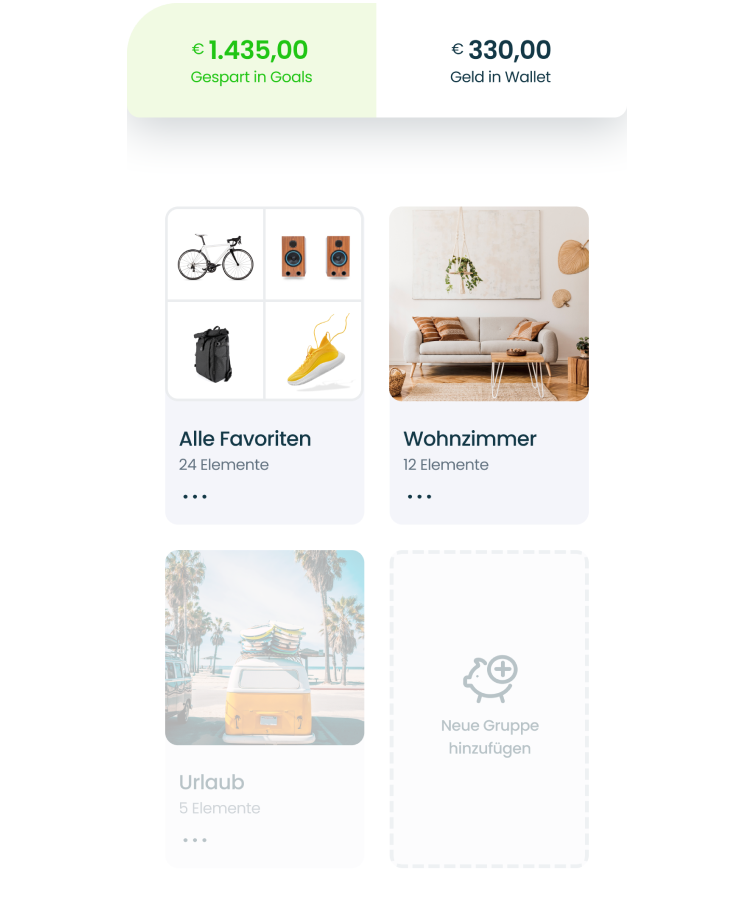 € 1.435,00
Gespart in Goals
€ 330,00
Geld in Wallet
Alle Favoriten
24 Elemente
Wohnzimmer
12 Elemente
Urlaub
5 Elemente
Neue Gruppe
hinzufügen